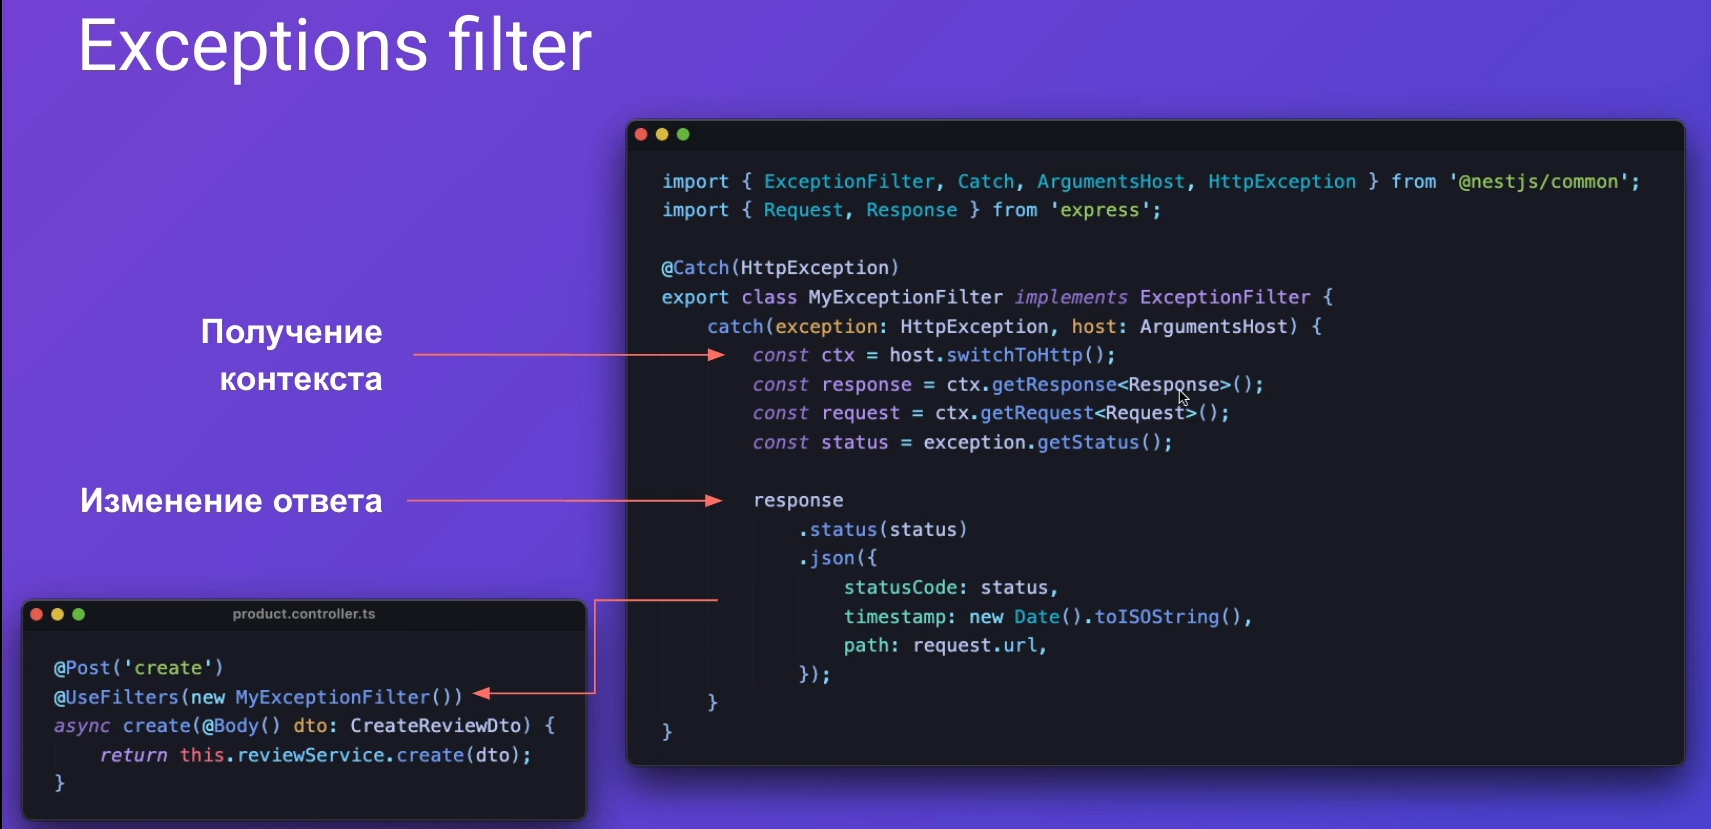 Exceptions filter
import { ExceptionFilter, Catch, ArgumentsHost, HttpException } from '@nestjs/common';
import { Request, Response } from 'express';
@Catch(HttpException)
export class MyExceptionFilter implements ExceptionFilter {
catch(exception: HttpException, host: ArgumentsHost) {
const ctx = host.switchToHttp();
const response = ctx.getResponse<Response>();
const request = ctx.getRequest<Request>();
const status = exception.getStatus();
response
.status(status)
.json({
statusCode: status,
timestamp: new Date().toISOString(),
path: request.url,
});
}
}
Получение
контекста
Изменение ответа
product.controller.ts
@Post('create')
@UseFilters(new MyExceptionFilter())
async create(@Body() dto: CreateReviewDto) {
return this.reviewService.create(dto);
}